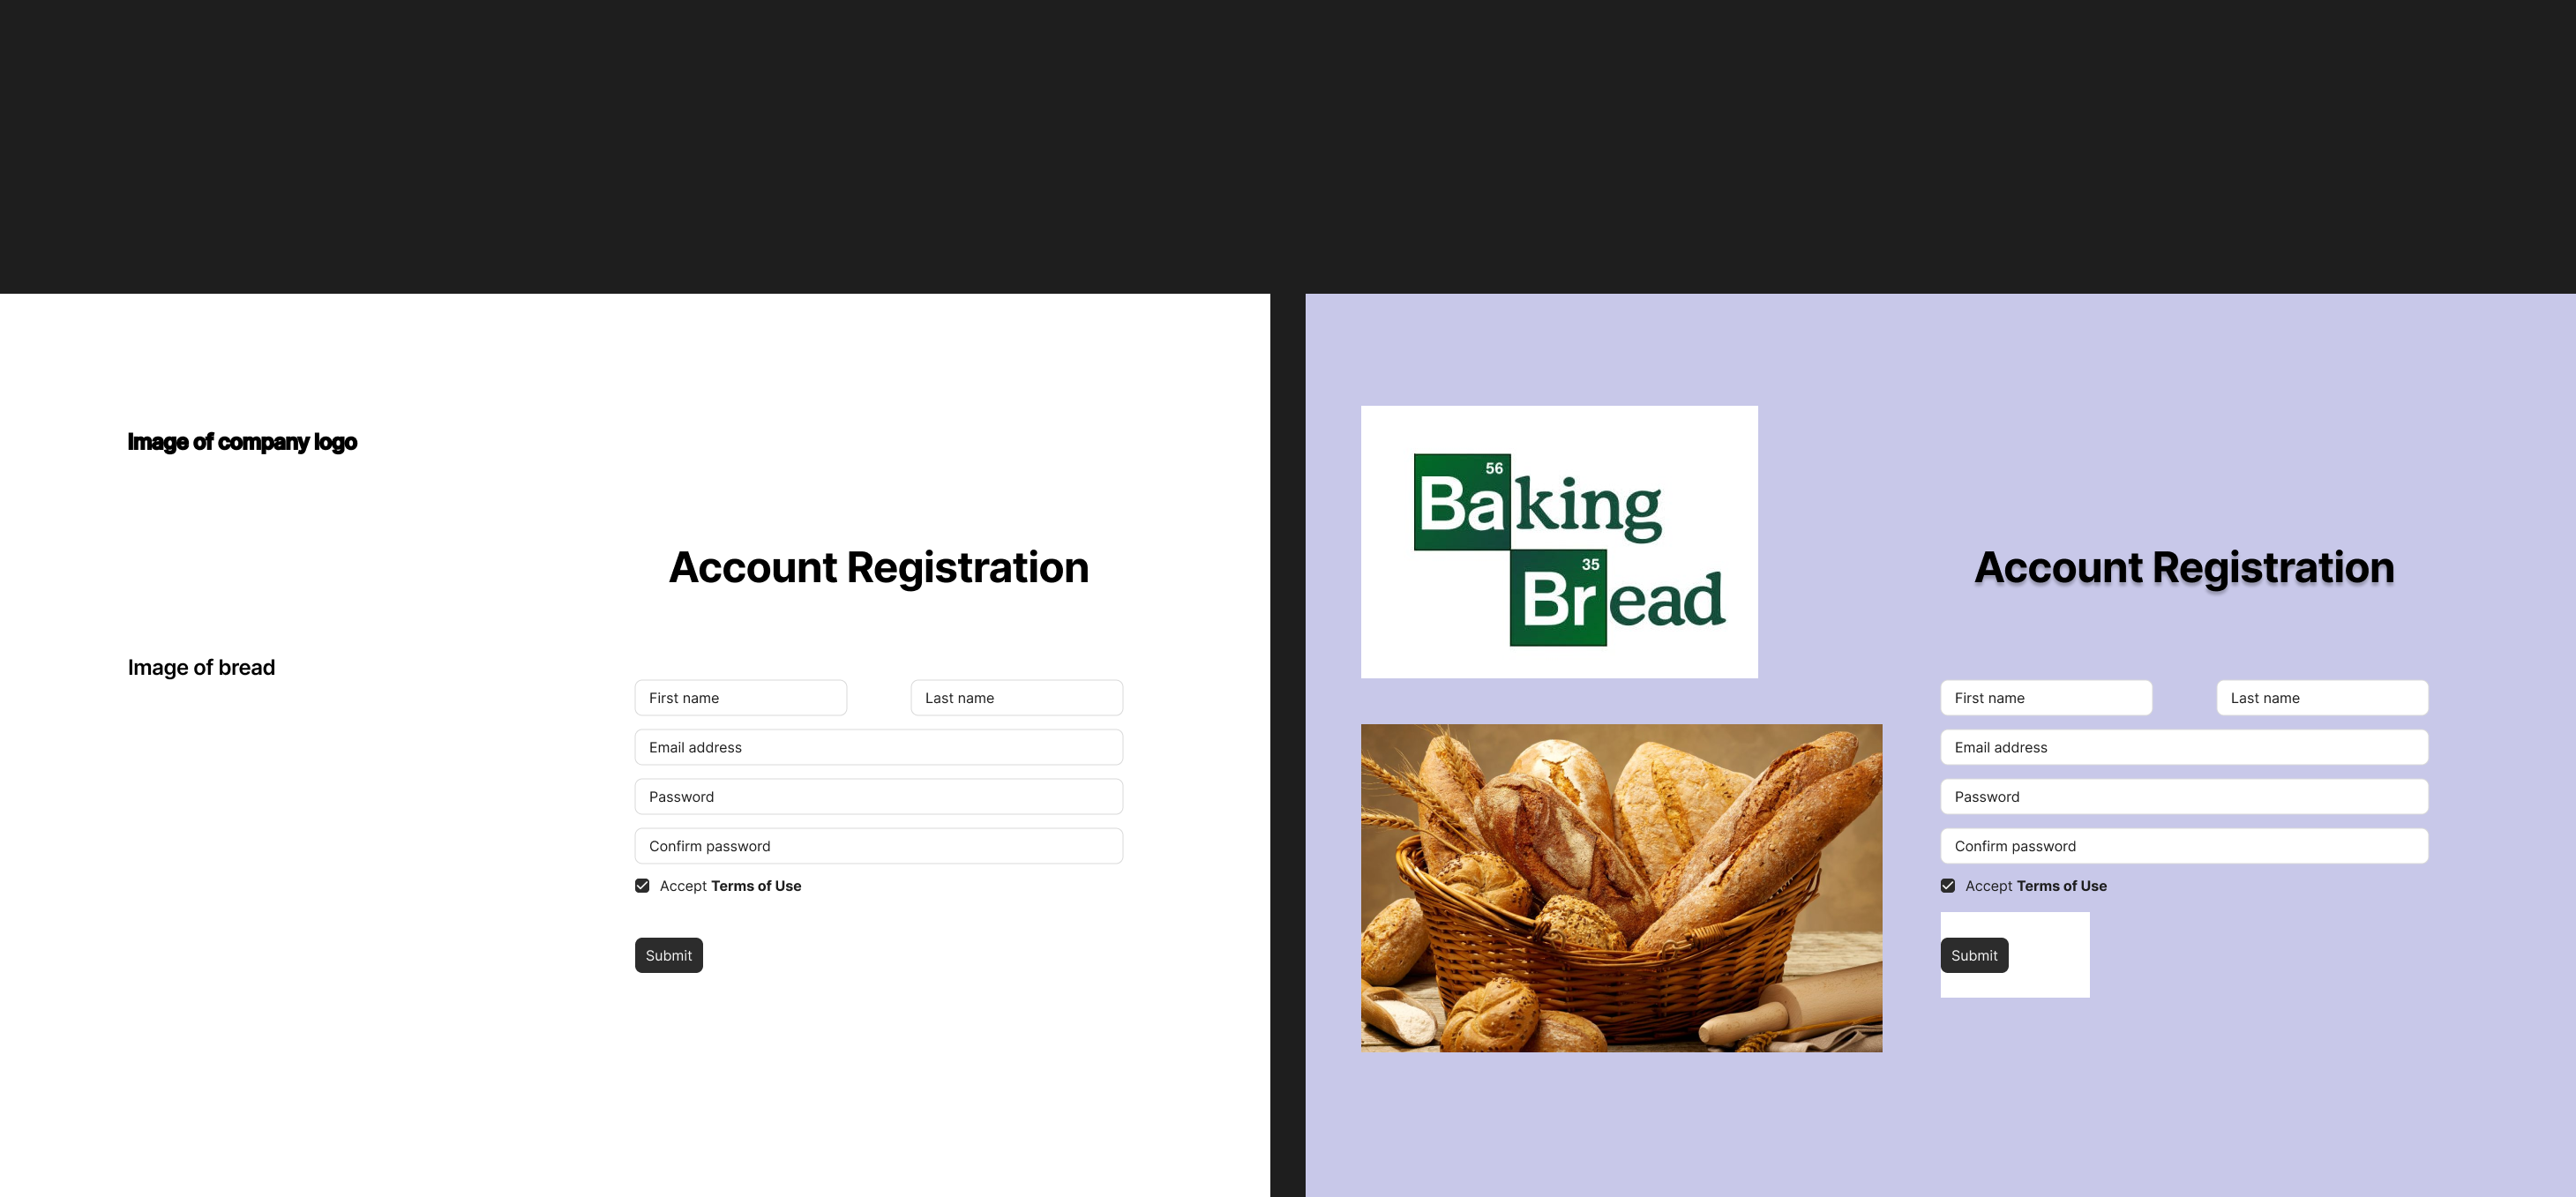 Image of company logo
Account Registration
Image of bread
First name
Last name
Email address
Password
Confirm password
Accept Terms of Use
Submit
56
Baking
35
Bread
Account Registration
First name
Last name
Email address
Password
Confirm password
Accept Terms of Use
Submit